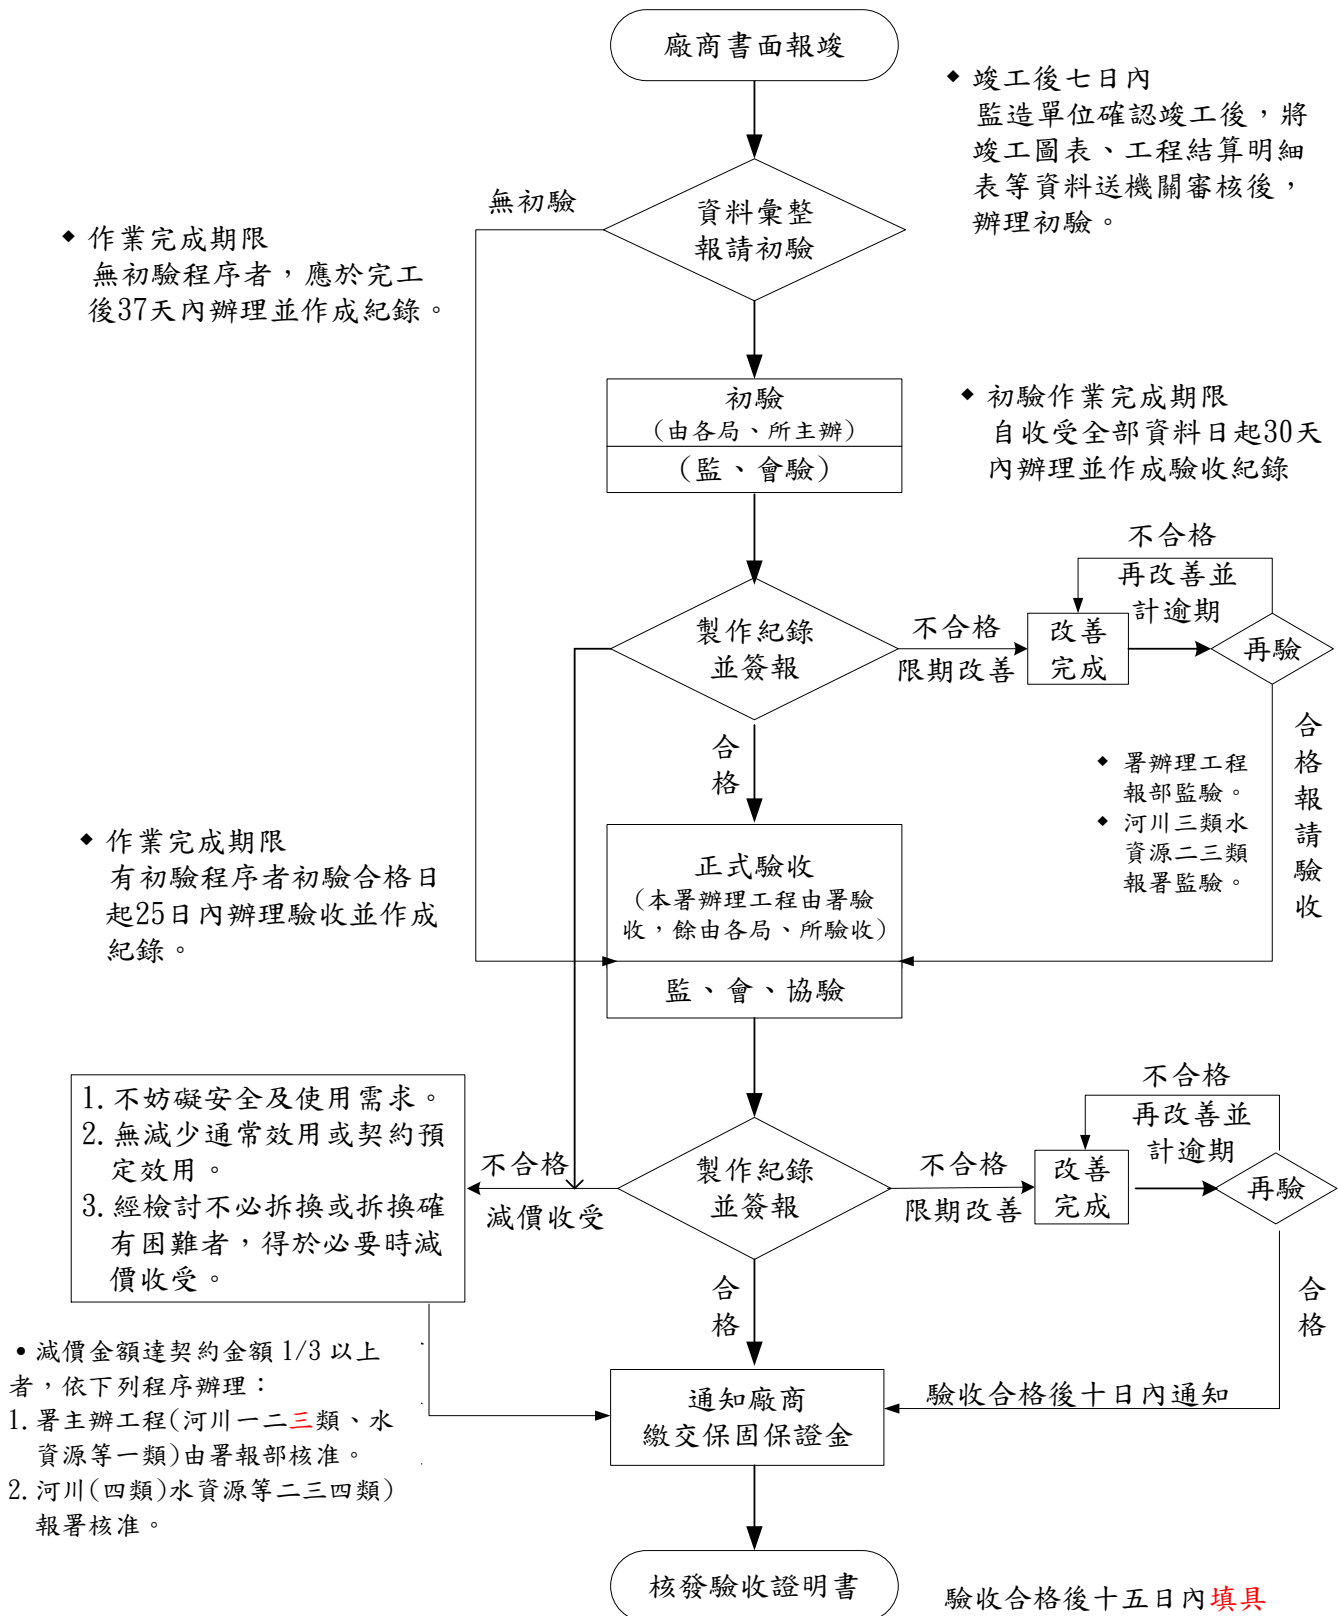 廠商書面報竣
◆ 竣工後七日內
監造單位確認竣工後，將
竣工圖表、工程結算明細
表等資料送機關審核後，
辦理初驗。
無初驗
資料彙整
報請初驗
◆ 作業完成期限
無初驗程序者，應於完工
後37天內辦理並作成紀錄。
初驗
（由各局、所主辦）
（監、會驗）
◆ 初驗作業完成期限
自收受全部資料日起30天
內辦理並作成驗收紀錄
不合格
再改善並
計逾期
製作紀錄
並簽報
不合格
限期改善
改善
完成
再驗
合格
合格報請驗收
◆ 署辦理工程
報部監驗。
◆ 河川三類水
資源二三類
報署監驗。
◆ 作業完成期限
有初驗程序者初驗合格日
起25日內辦理驗收並作成
紀錄。
正式驗收
（本署辦理工程由署驗
收，餘由各局、所驗收）
監、會、協驗
1. 不妨礙安全及使用需求。
2. 無減少通常效用或契約預
定效用。
3. 經檢討不必拆換或拆換確
有困難者，得於必要時減
價收受。
不合格
減價收受
製作紀錄
並簽報
不合格
限期改善
不合格
再改善並
計逾期
改善
完成
再驗
合格
合格
• 減價金額達契約金額 1/3 以上
者，依下列程序辦理：
1. 署主辦工程(河川一二三類、水
資源等一類)由署報部核准。
2. 河川(四類)水資源等二三四類)
報署核准。
通知廠商
繳交保固保證金
驗收合格後十日內通知
核發驗收證明書
驗收合格後十五日內填具